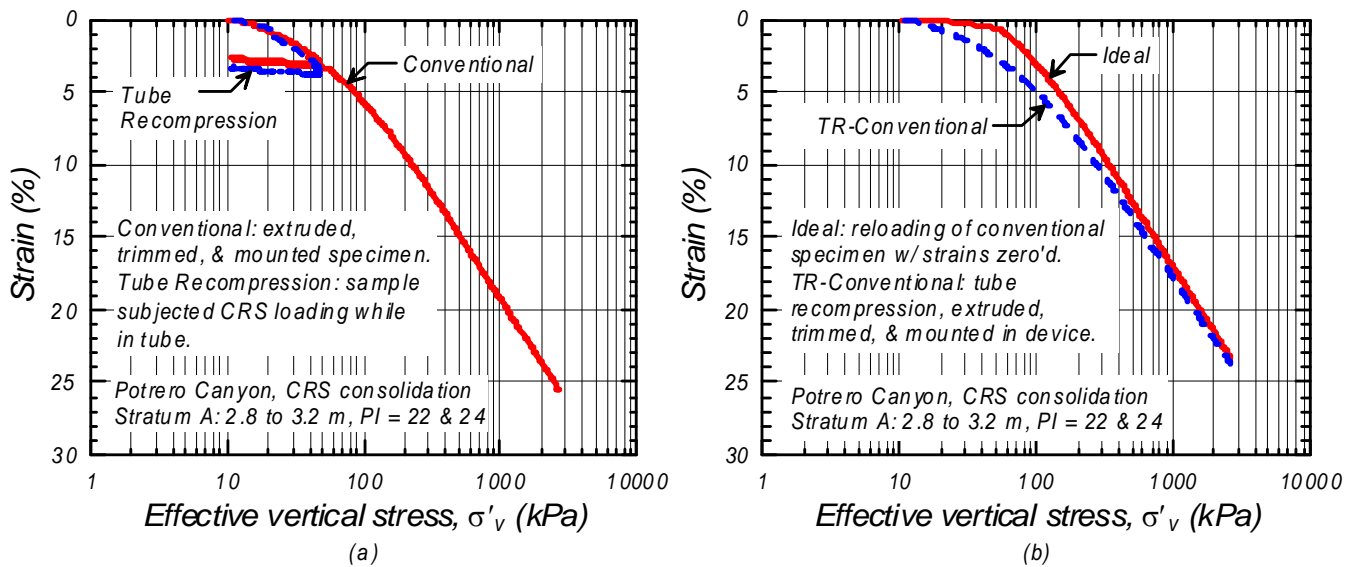 0
5
10
15
20
25
30
Strain (%)
Conventional
Tube
Recompression
Conventional: extruded,
trimmed, & mounted specimen.
Tube Recompression: sample
subjected CRS loading while
in tube.
Potrero Canyon, CRS consolidation
Stratum A: 2.8 to 3.2 m, PI = 22 & 24
1 10 100 1000 10000
Effective vertical stress, σ'v (kPa)
(a)
0
5
10
15
20
25
30
Strain (%)
Ideal
TR-Conventional
Ideal: reloading of conventional
specimen w/ strains zero'd.
TR-Conventional: tube
recompression, extruded,
trimmed, & mounted in device.
Potrero Canyon, CRS consolidation
Stratum A: 2.8 to 3.2 m, PI = 22 & 24
1 10 100 1000 10000
Effective vertical stress, σ'v (kPa)
(b)